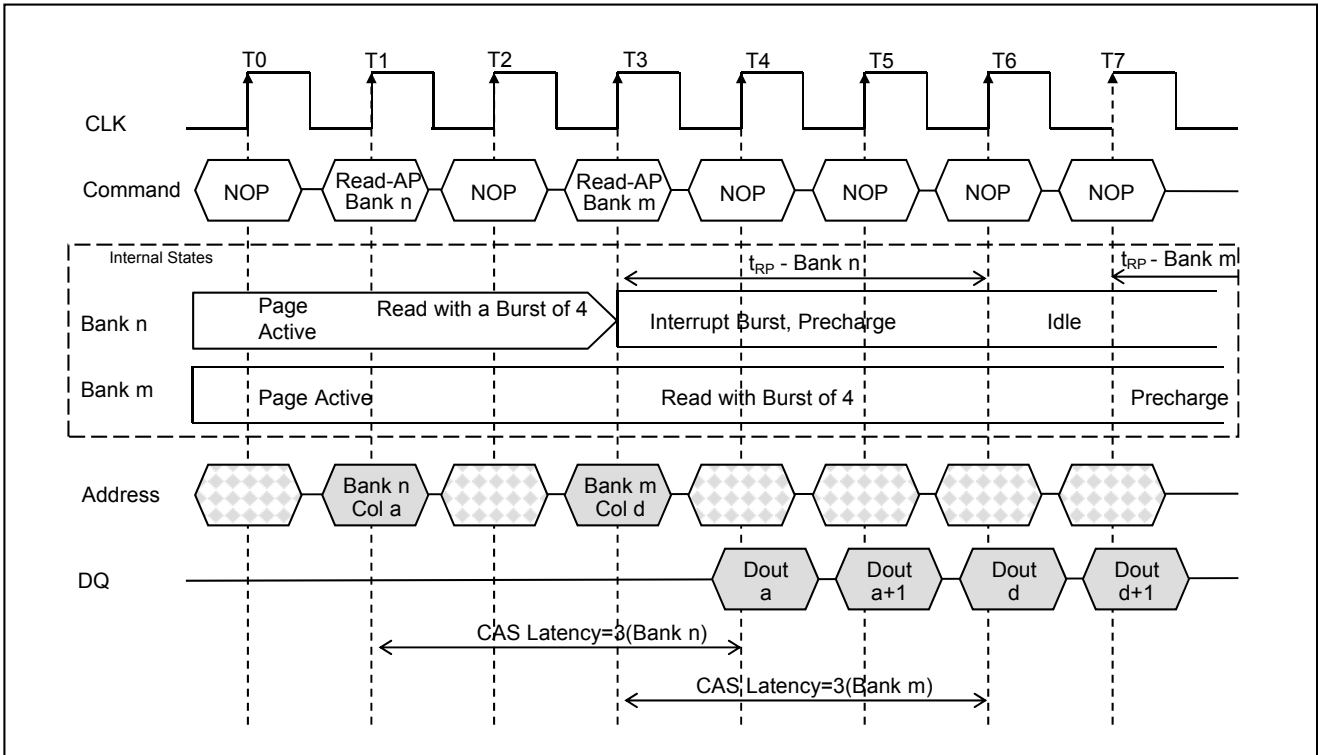 T0 T1 T2 T3 T4 T5 T6 T7
CLK
Command NOP Read-AP NOP Read-AP NOP NOP NOP NOP
Bank n Bank m
Internal States
tRP - Bank n tRP - Bank m
Bank n Page Read with a Burst of 4 Interrupt Burst, Precharge Idle
Active
Bank m Page Active Read with Burst of 4 Precharge
Address Bank n Bank m
Col a Col d
DQ Dout Dout Dout Dout
a a+1 d d+1
CAS Latency=3(Bank n)
CAS Latency=3(Bank m)